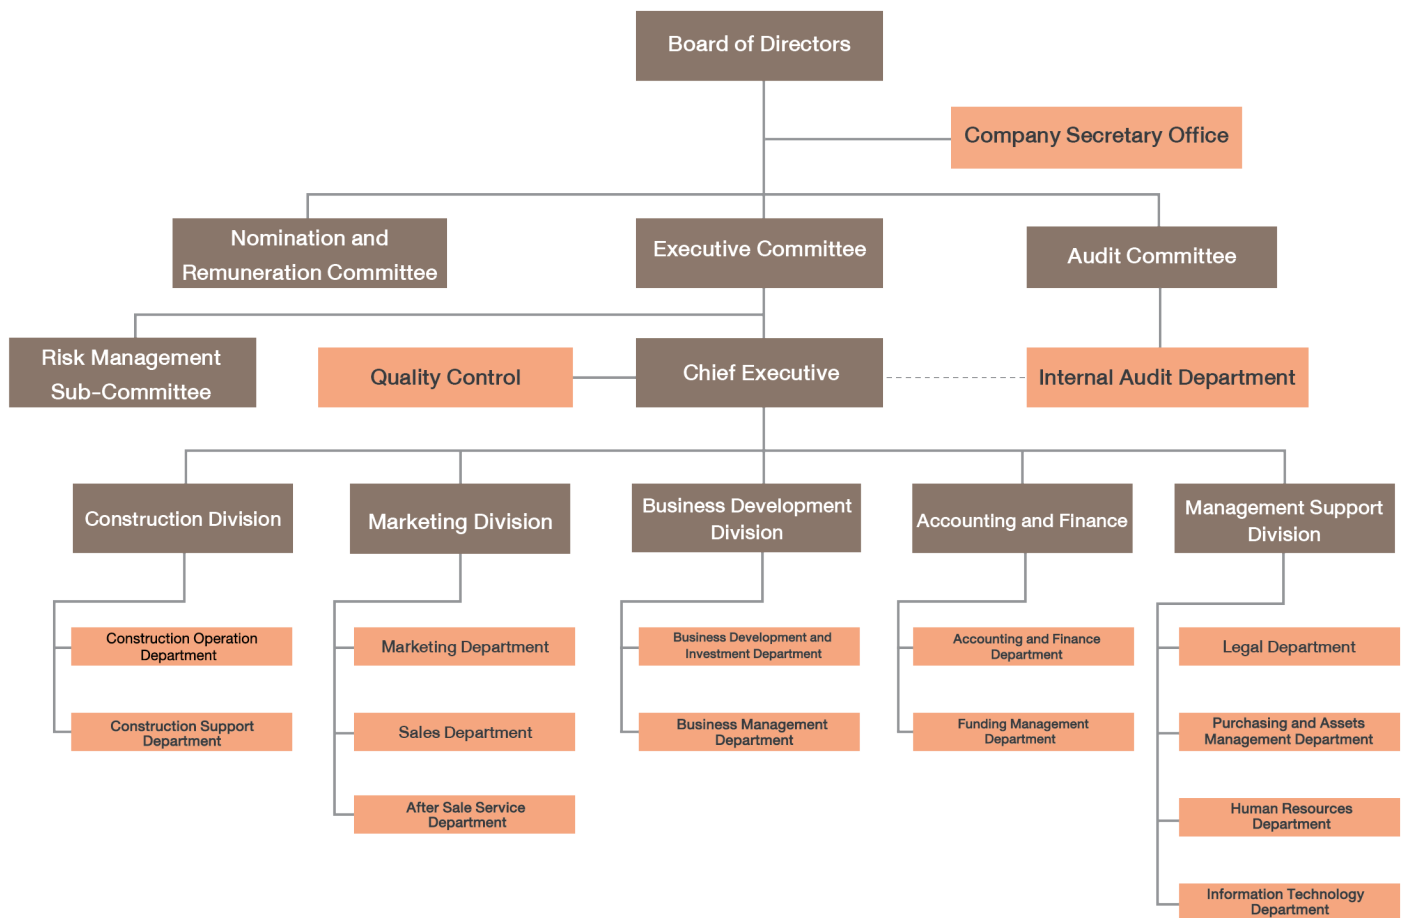 Board of Directors
Company Secretary Office
Nomination and
Remuneration Committee
Executive Committee
Audit Committee
Risk Management
Sub-Committee
Quality Control
Chief Executive
Internal Audit Department
Construction Division
Marketing Division
Business Development
Division
Accounting and Finance
Management Support
Division
Construction Operation
Department
Marketing Department
Business Development and
Investment Department
Accounting and Finance
Department
Legal Department
Construction Support
Department
Sales Department
Business Management
Department
Funding Management
Department
Purchasing and Assets
Management Department
After Sale Service
Department
Human Resources
Department
Information Technology
Department